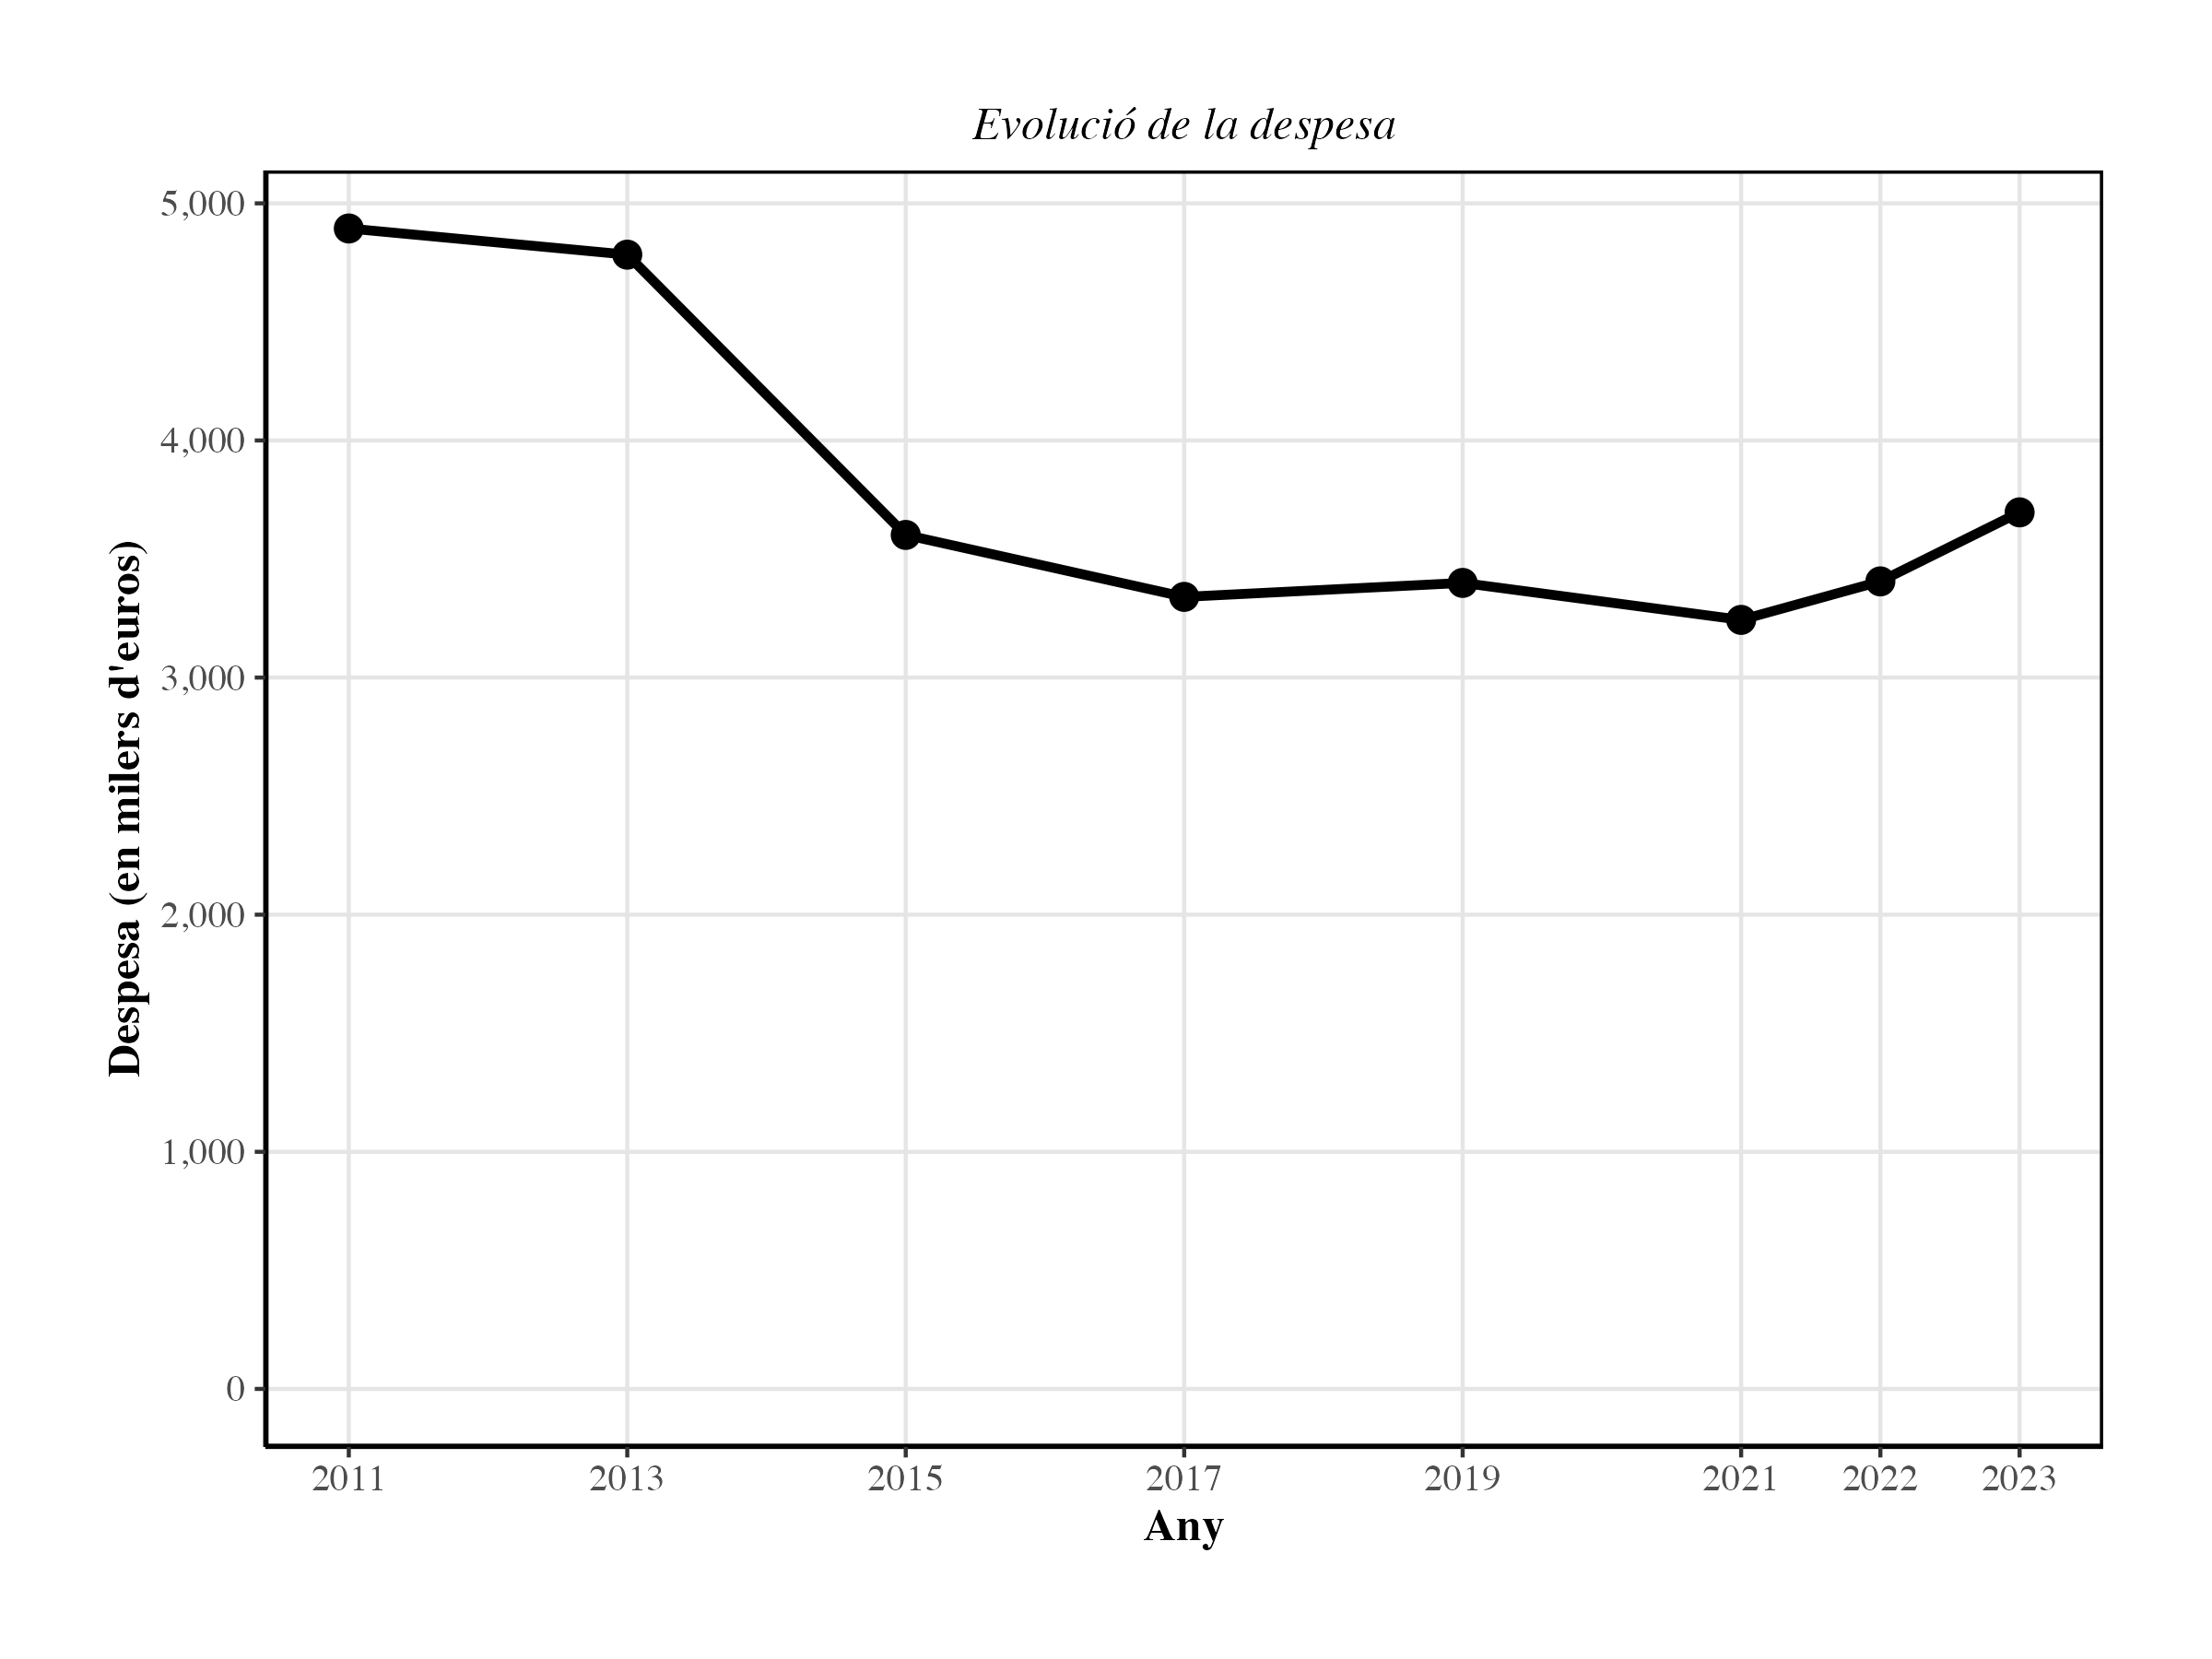 Evolució de la despesa
Despesa (en milers d'euros)
5,000
4,000
3,000
2,000
1,000
0
2011 2013 2015 2017 2019 2021 2022 2023
Any